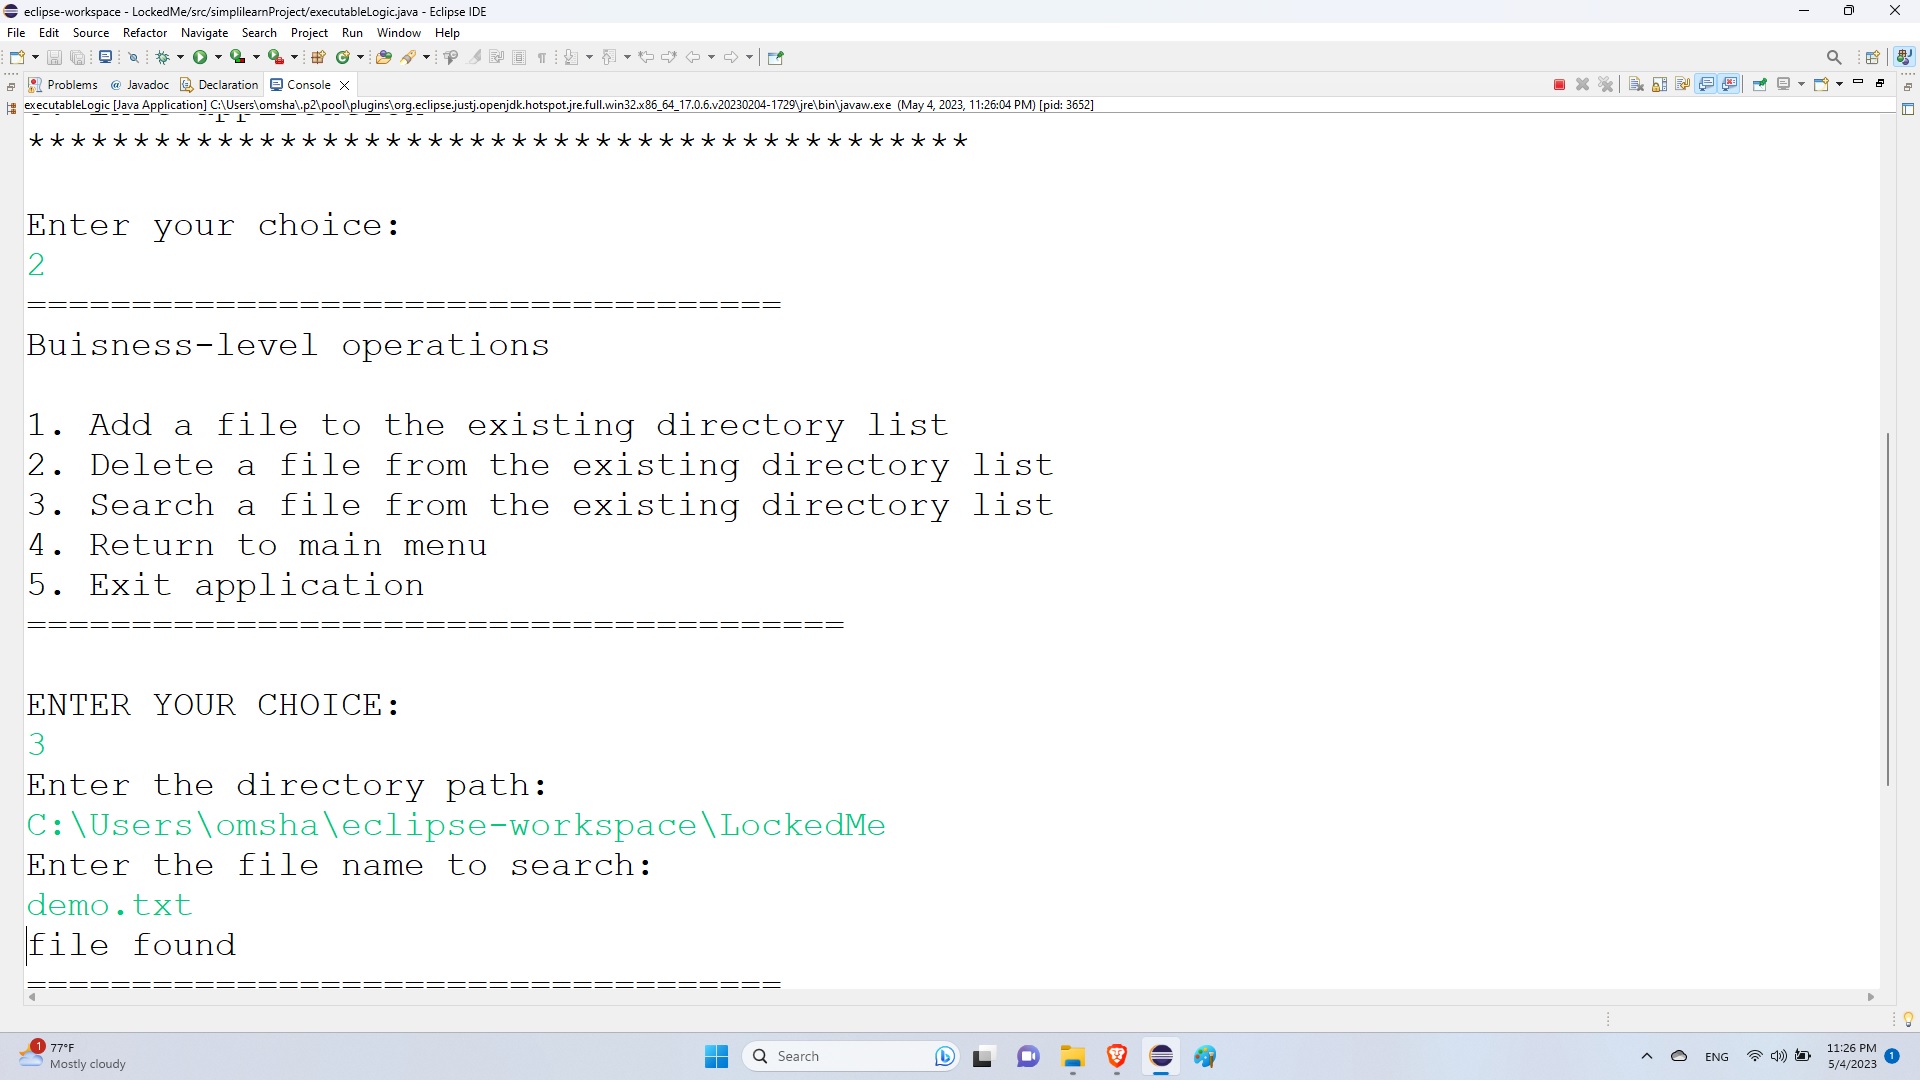 eclipse-workspace - LockedMe/src/simplilearnProject/executableLogic.java - Eclipse IDE
File Edit Source Refactor Navigate Search Project Run Window Help
Problems @ Javadoc Declaration Console
executableLogic [Java Application] C:\Users\omsha\.p2\pool\plugins\org.eclipse.justj.openjdk.hotspot.jre.full.win32.x86_64_17.0.6.v20230204-1729\jre\bin\javaw.exe (May 4, 2023, 11:26:04 PM) [pid: 3652]
*********************************************
Enter your choice:
2
====================================
Buisness-level operations
1. Add a file to the existing directory list
2. Delete a file from the existing directory list
3. Search a file from the existing directory list
4. Return to main menu
5. Exit application
=======================================
ENTER YOUR CHOICE:
3
Enter the directory path:
C:\Users\omsha\eclipse-workspace\LockedMe
Enter the file name to search:
demo.txt
file found
====================================
1
77°F
Mostly cloudy
Search
ENG
11:26 PM
5/4/2023
1